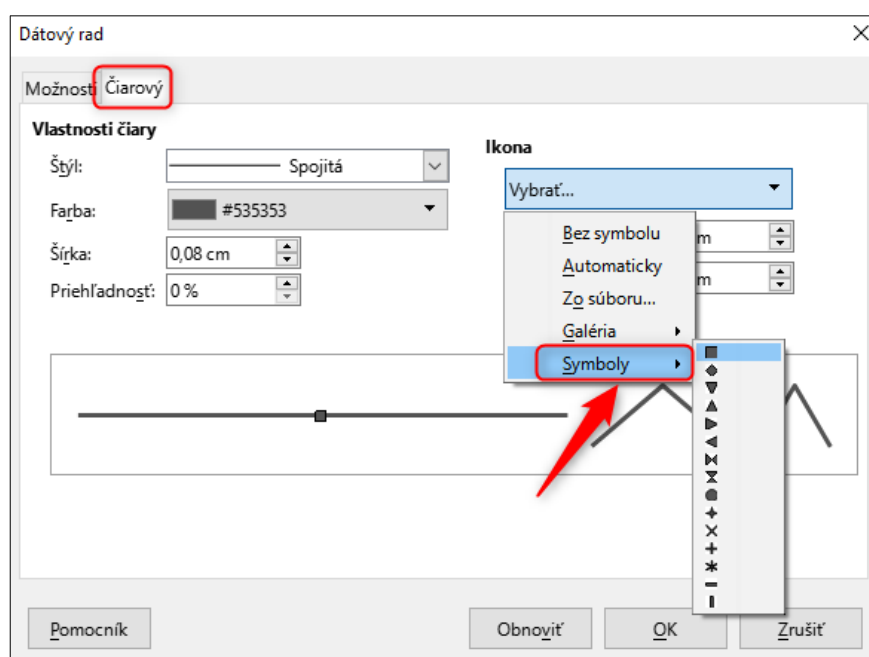 Dátový rad
Možnosti Čiarový
Vlastnosti čiary
Štýl: Spojitá
Farba: #535353
Šírka: 0,08 cm
Priehľadnosť: 0 %
Ikona
Vybrať...
Bez symbolu
Automaticky
Zo súboru...
Galéria
Symboly
m
m
Pomocník Obnoviť OK Zrušiť